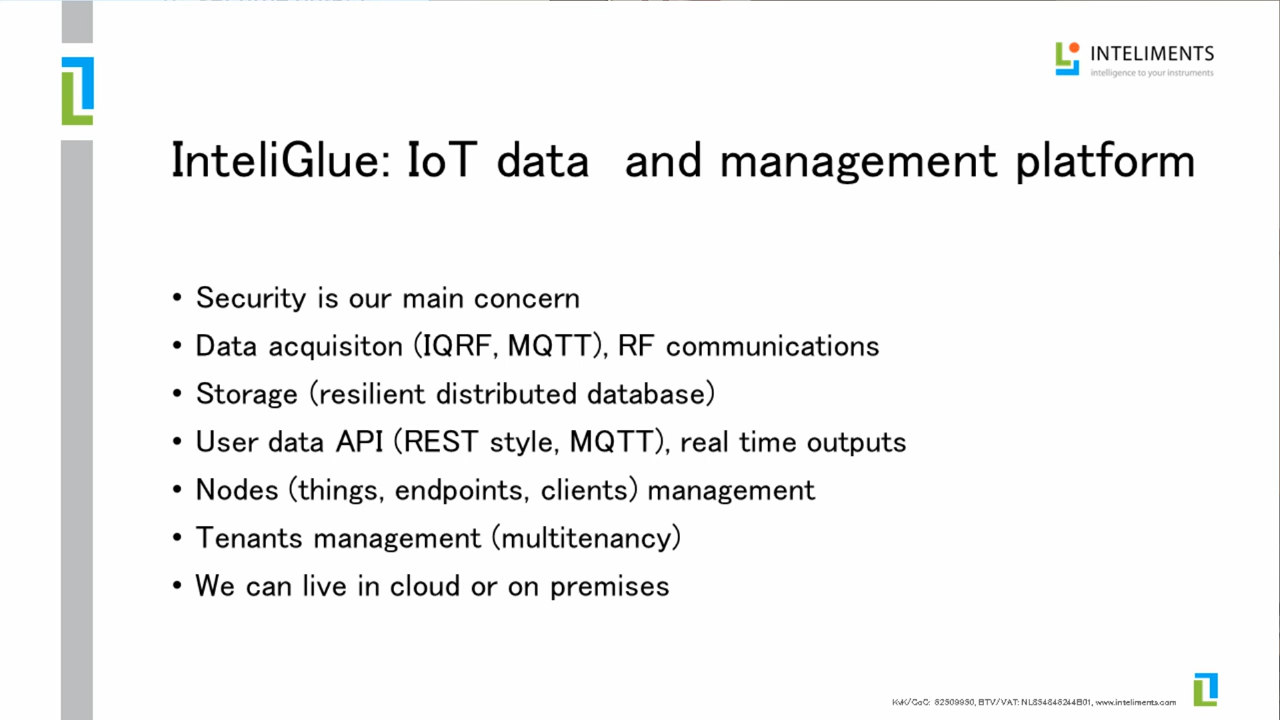 INTELIMENTS
intelligence to your instruments
InteliGlue: IoT data and management platform
• Security is our main concern
• Data acquisiton (IQRF, MQTT), RF communications
• Storage (resilient distributed database)
• User data API (REST style, MQTT), real time outputs
• Nodes (things, endpoints, clients) management
• Tenants management (multitenancy)
• We can live in cloud or on premises
BTV/VAT: www.inteliments.com